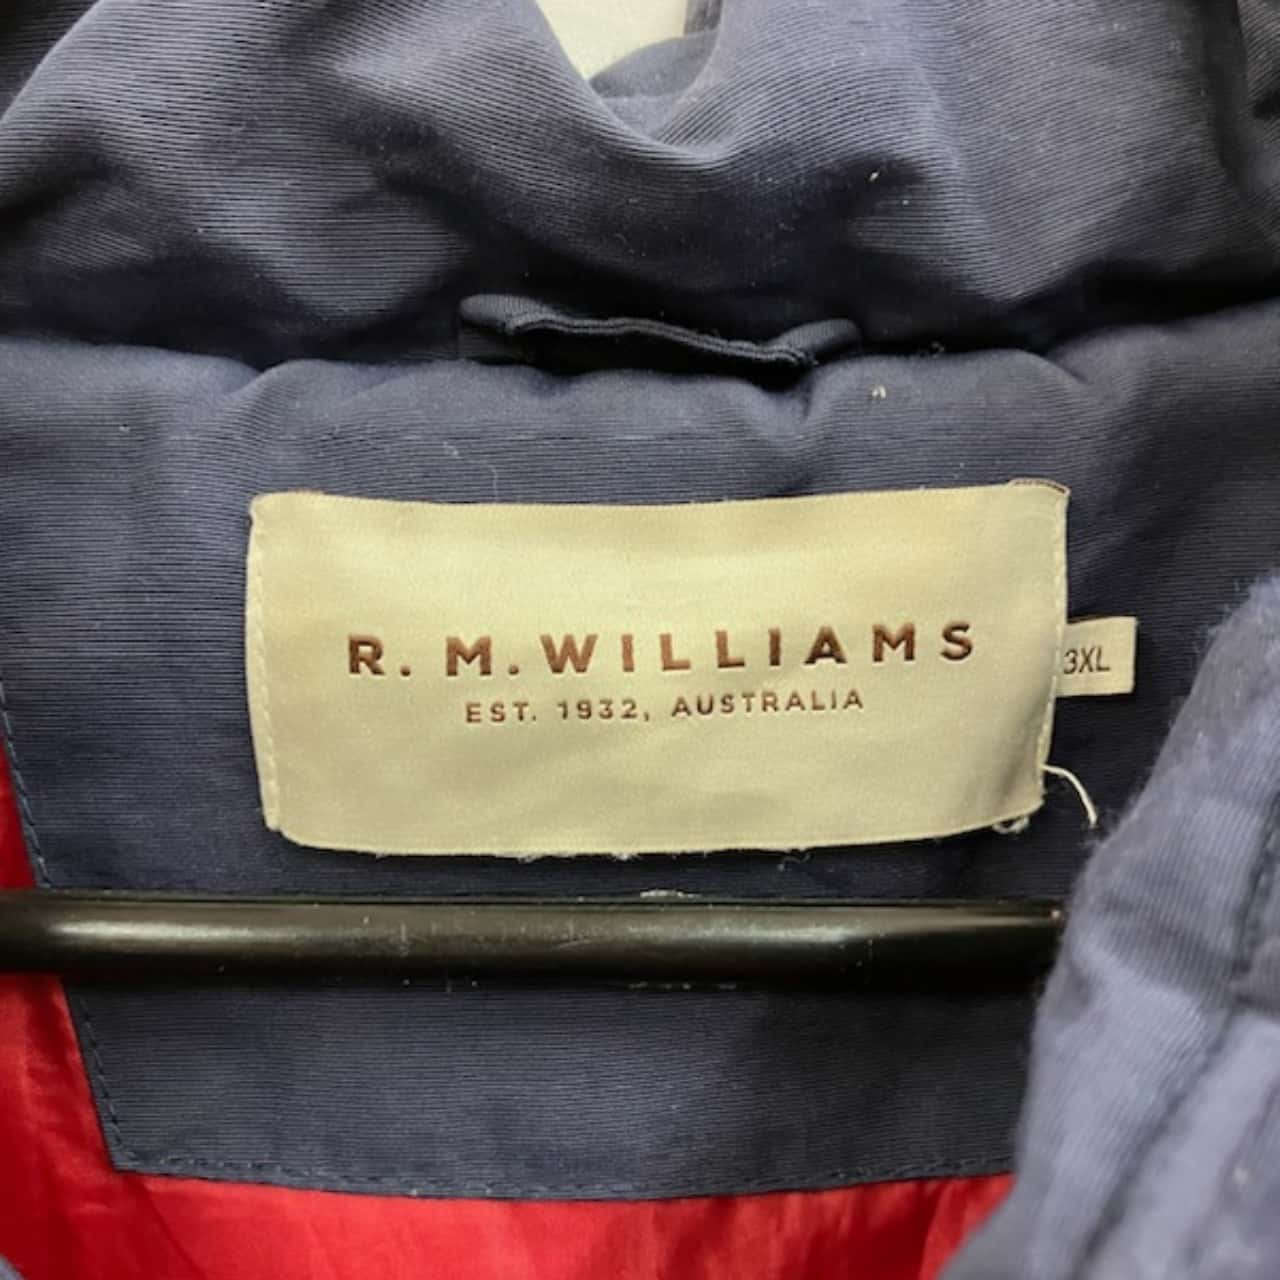 R. M. WILLIAMS
EST. 1932, AUSTRALIA
3XL